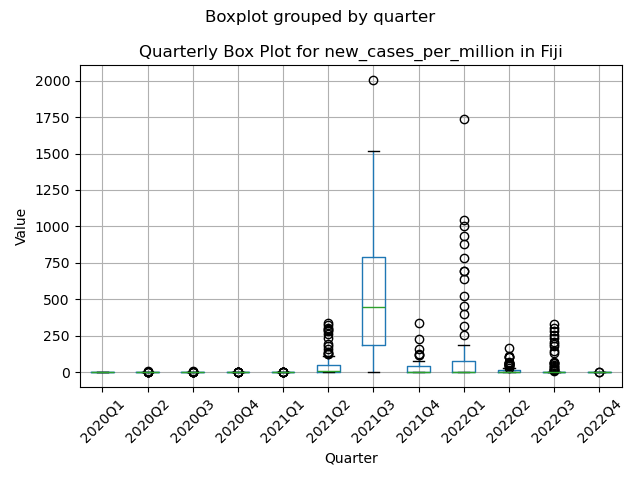 Boxplot grouped by quarter
Quarterly Box Plot for new_cases_per_million in Fiji
2000
1750
1500
1250
1000
750
500
250
0
Value
2020Q1
2020Q2
2020Q3
2020Q4
2021Q1
2021Q2
2021Q3
2021Q4
2022Q1
2022Q2
2022Q3
2022Q4
Quarter